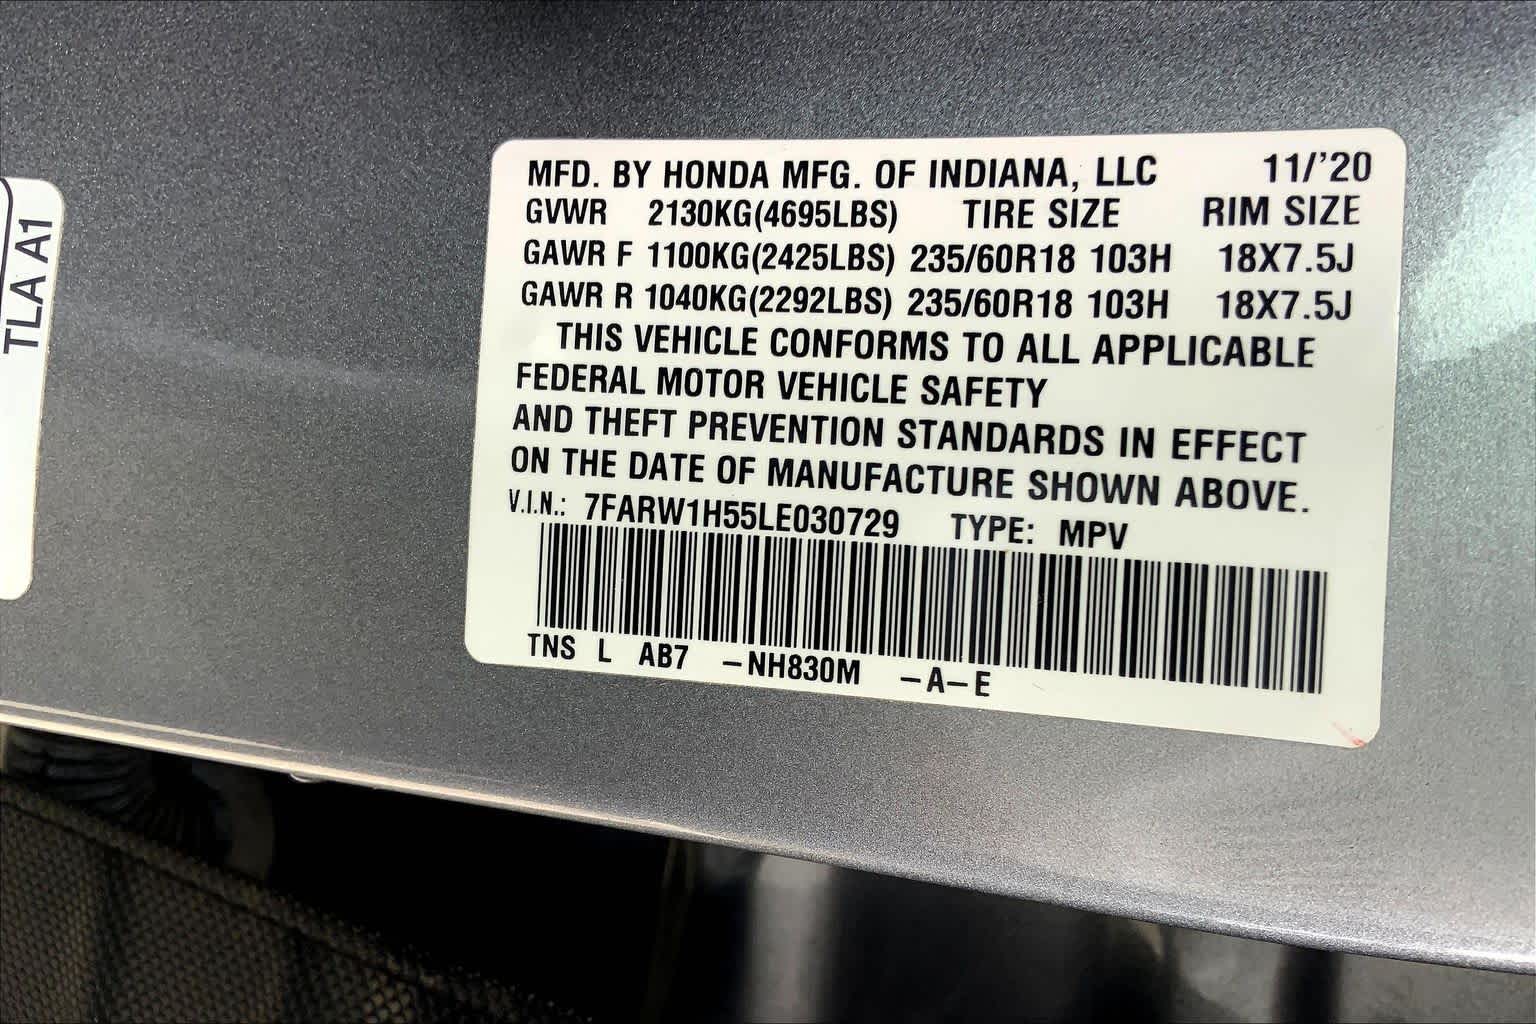 MFD. BY HONDA MFG. OF INDIANA, LLC 11/'20
GVWR 2130KG(4695LBS) TIRE SIZE RIM SIZE
GAWR F 1100KG(2425LBS) 235/60R18 103H 18X7.5J
GAWR R 1040KG(2292LBS) 235/60R18 103H 18X7.5J
THIS VEHICLE CONFORMS TO ALL APPLICABLE
FEDERAL MOTOR VEHICLE SAFETY
AND THEFT PREVENTION STANDARDS IN EFFECT
ON THE DATE OF MANUFACTURE SHOWN ABOVE.
V.I.N.: 7FARW1H55LE030729 TYPE: MPV
TNS L AB7 -NH830M -A-E
TLA A1